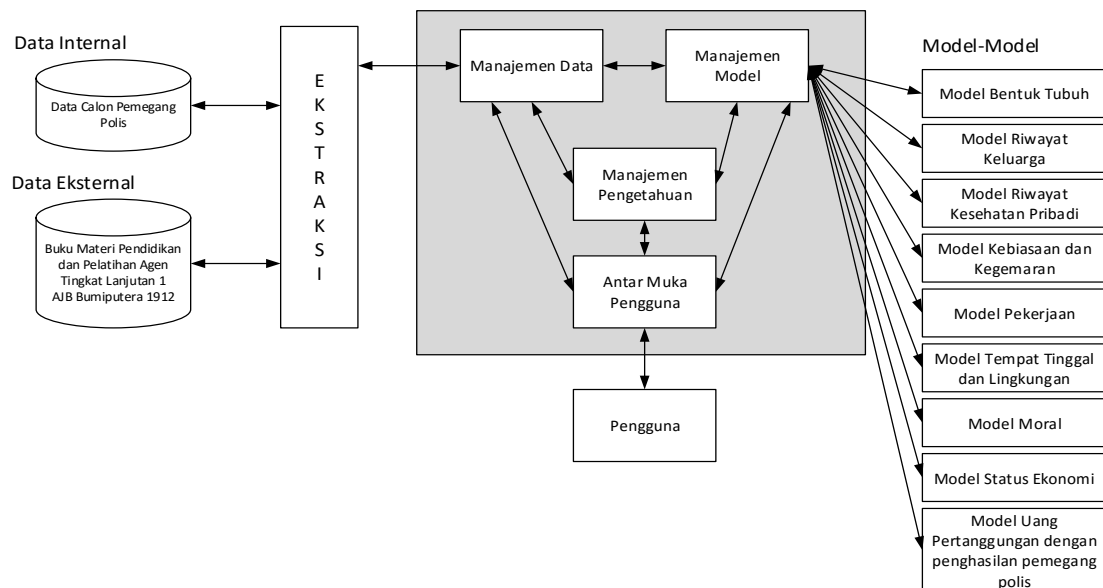 Data Internal
Data Calon Pemegang
Polis
Data Eksternal
Buku Materi Pendidikan
dan Pelatihan Agen
Tingkat Lanjutan 1
AJB Bumiputera 1912
E
K
S
T
R
A
K
S
I
Manajemen Data
Manajemen
Model
Manajemen
Pengetahuan
Antar Muka
Pengguna
Pengguna
Model-Model
Model Bentuk Tubuh
Model Riwayat
Keluarga
Model Riwayat
Kesehatan Pribadi
Model Kebiasaan dan
Kegemaran
Model Pekerjaan
Model Tempat Tinggal
dan Lingkungan
Model Moral
Model Status Ekonomi
Model Uang
Pertanggungan dengan
penghasilan pemegang
polis